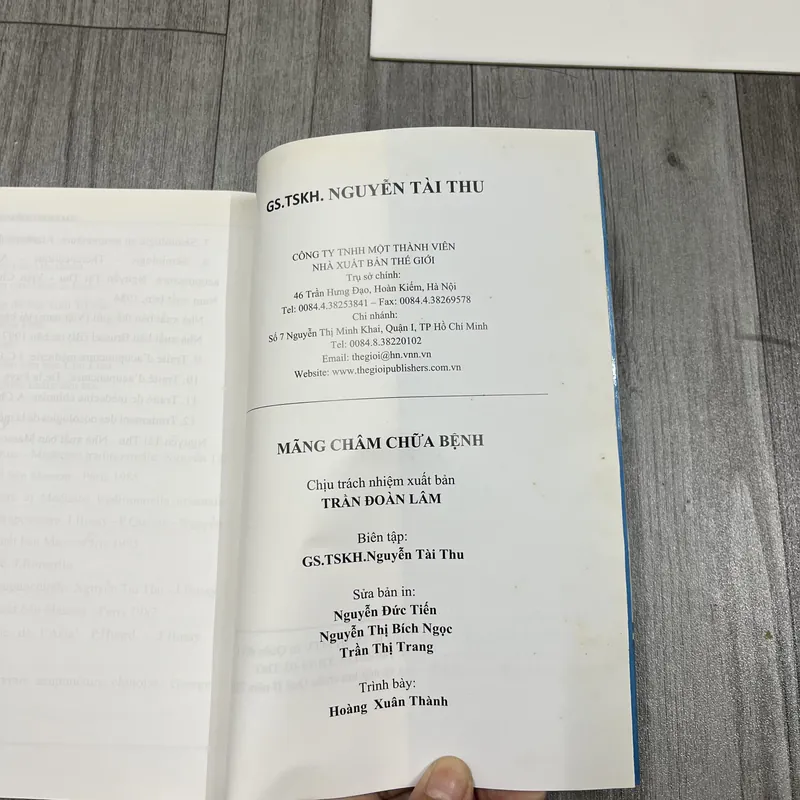 GS.TSKH. NGUYỄN TÀI THU
CÔNG TY TNHH MỘT THÀNH VIÊN
NHÀ XUẤT BẢN THẾ GIỚI
Trụ sở chính:
46 Trần Hưng Đạo, Hoàn Kiếm, Hà Nội
Tel: 0084.4.38253841 – Fax: 0084.4.38269578
Chi nhánh:
Số 7 Nguyễn Thị Minh Khai, Quận I, TP Hồ Chí Minh
Tel: 0084.8.38220102
Email: thegioi@hn.vnn.vn
Website: www.thegioipublishers.com.vn
MÃNG CHÂM CHỮA BỆNH
Chịu trách nhiệm xuất bản
TRẦN ĐOÀN LÂM
Biên tập:
GS.TSKH.Nguyễn Tài Thu
Sửa bản in:
Nguyễn Đức Tiến
Nguyễn Thị Bích Ngọc
Trần Thị Trang
Trình bày:
Hoàng Xuân Thành